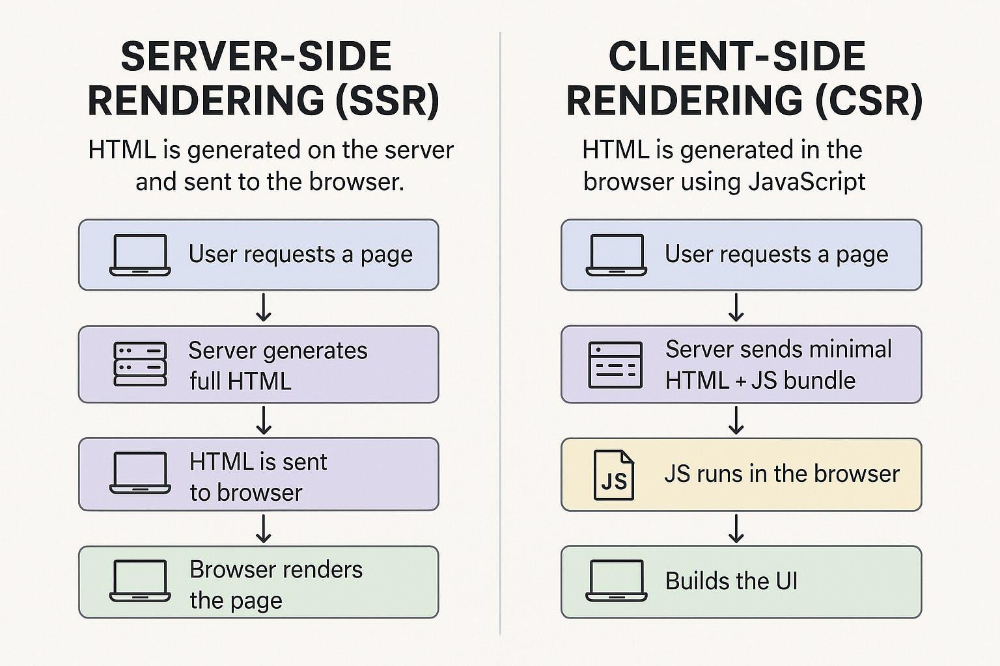 SERVER-SIDE
RENDERING (SSR)
HTML is generated on the server
and sent to the browser.
User requests a page
Server generates
full HTML
HTML is sent
to browser
Browser renders
the page
CLIENT-SIDE
RENDERING (CSR)
HTML is generated in the
browser using JavaScript
User requests a page
Server sends minimal
HTML + JS bundle
JS
JS runs in the browser
Builds the UI